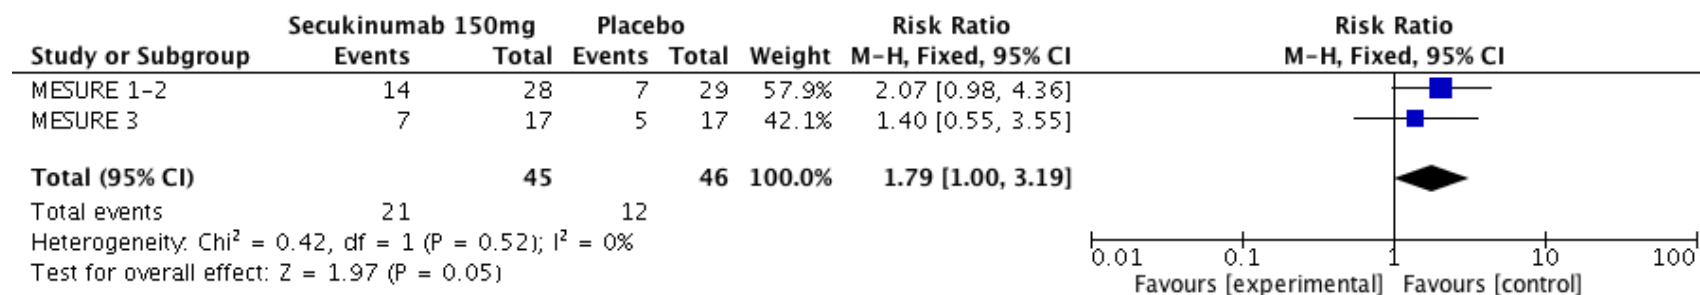 Secukinumab 150mg Placebo Risk Ratio Risk Ratio
Study or Subgroup Events Total Events Total Weight M-H, Fixed, 95% CI M-H, Fixed, 95% CI
MESURE 1-2 14 28 7 29 57.9% 2.07 [0.98, 4.36]
MESURE 3 7 17 5 17 42.1% 1.40 [0.55, 3.55]
Total (95% CI) 45 46 100.0% 1.79 [1.00, 3.19]
Total events 21 12
Heterogeneity: Chi² = 0.42, df = 1 (P = 0.52); I² = 0%
Test for overall effect: Z = 1.97 (P = 0.05)
0.01 0.1 1 10 100
Favours [experimental] Favours [control]